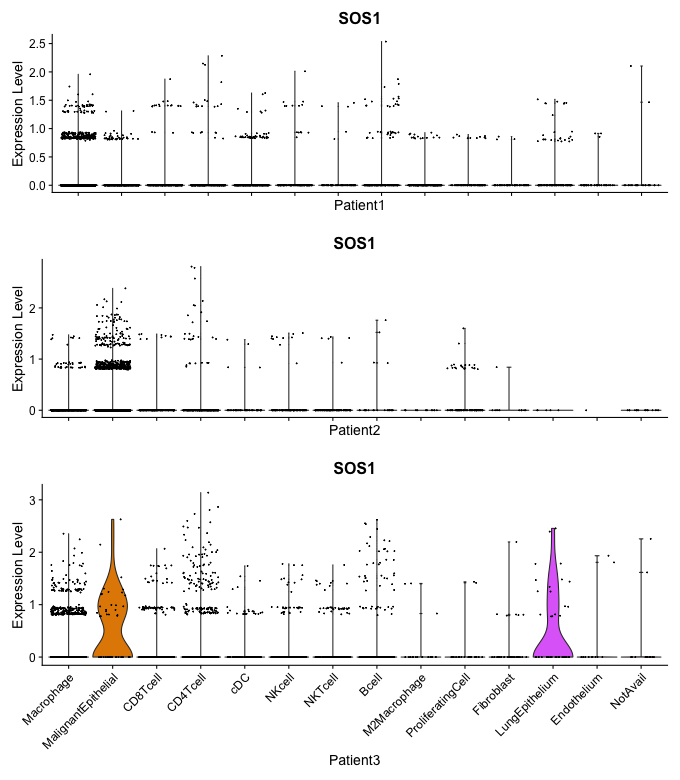 SOS1
Expression Level
2.5
2.0
1.5
1.0
0.5
0.0
Patient1
SOS1
Expression Level
2
1
0
Patient2
SOS1
Expression Level
3
2
1
0
Macrophage
MalignantEpithelial
CD8Tcell
CD4Tcell
cDC
NKcell
NKTcell
Bcell
M2Macrophage
ProliferatingCell
Fibroblast
LungEpithelium
Endothelium
NotAvail
Patient3